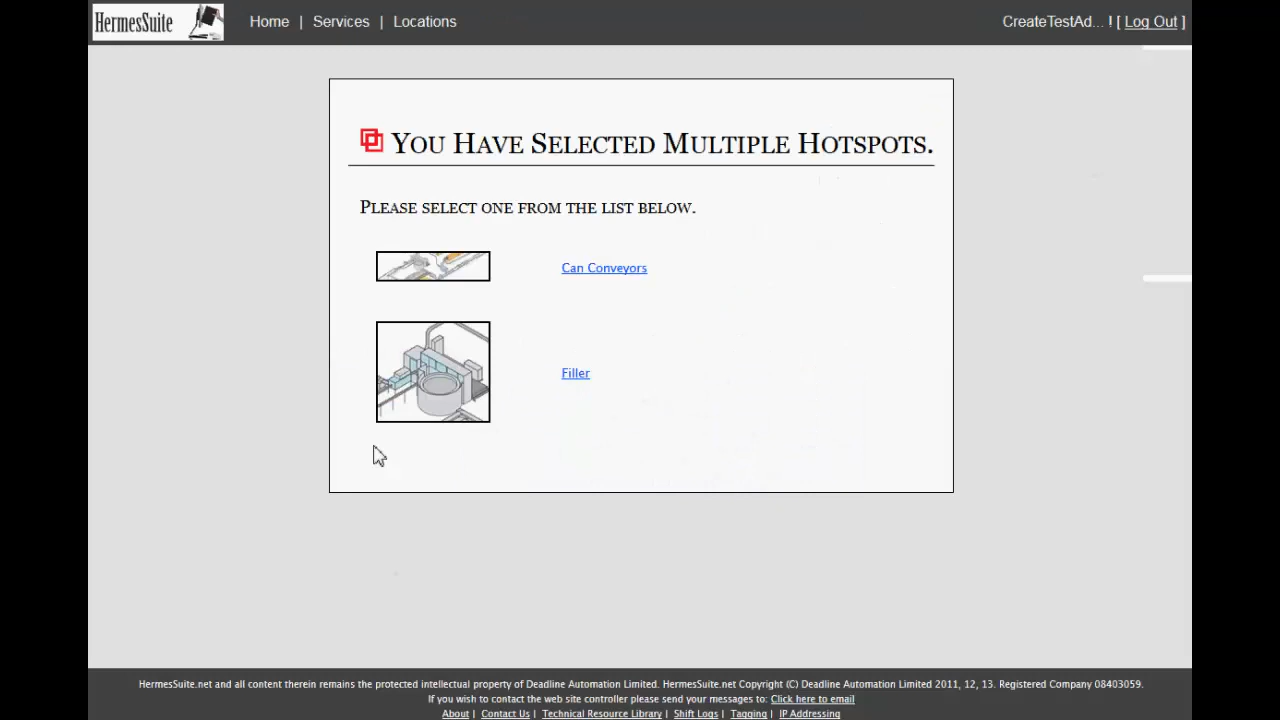 HermesSuite
Home | Services | Locations
CreateTestAd... ! [ Log Out ]
You Have Selected Multiple Hotspots.
Please select one from the list below.
Can Conveyors
Filler
HermesSuite.net and all content therein remains the protected intellectual property of Deadline Automation Limited. HermesSuite.net Copyright (C) Deadline Automation Limited 2011, 12, 13. Registered Company 08403059.
If you wish to contact the web site controller please send your messages to: Click here to email
About | Contact Us | Technical Resource Library | Shift Logs | Tagging | IP Addressing